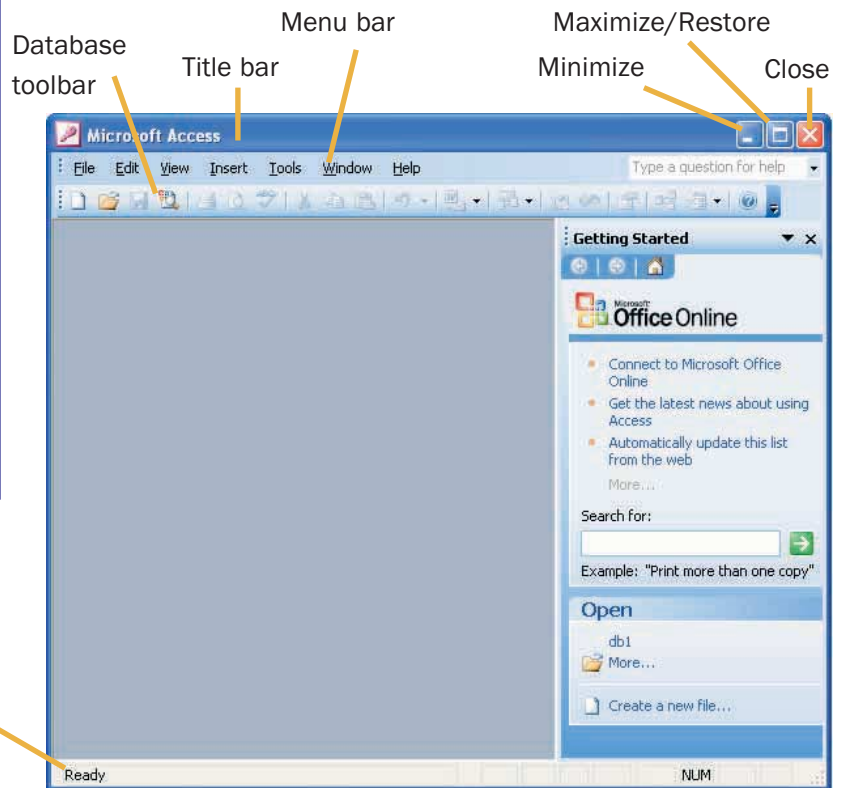 Menu bar
Maximize/Restore
Database
toolbar
Title bar
Minimize
Close
Microsoft Access
File Edit View Insert Tools Window Help
Type a question for help
Getting Started
Microsoft
Office Online
Connect to Microsoft Office
Online
Get the latest news about using
Access
Automatically update this list
from the web
More...
Search for:
Example: "Print more than one copy"
Open
db1
More...
Create a new file...
Ready
NUM